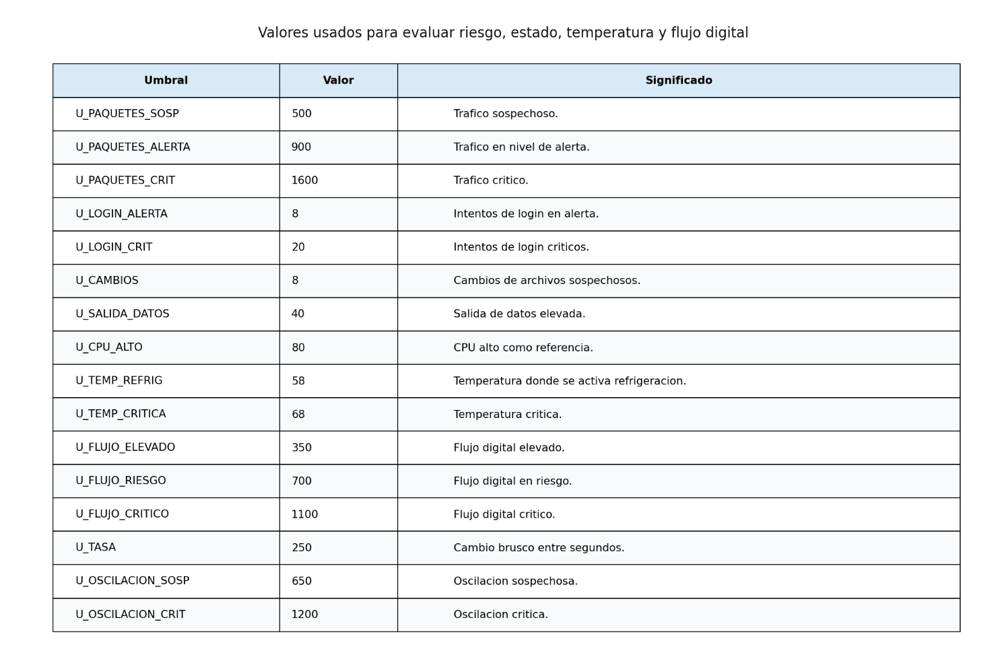 Valores usados para evaluar riesgo, estado, temperatura y flujo digital
Umbral Valor Significado
U_PAQUETES_SOSP 500 Trafico sospechoso.
U_PAQUETES_ALERTA 900 Trafico en nivel de alerta.
U_PAQUETES_CRIT 1600 Trafico critico.
U_LOGIN_ALERTA 8 Intentos de login en alerta.
U_LOGIN_CRIT 20 Intentos de login criticos.
U_CAMBIOS 8 Cambios de archivos sospechosos.
U_SALIDA_DATOS 40 Salida de datos elevada.
U_CPU_ALTO 80 CPU alto como referencia.
U_TEMP_REFRIG 58 Temperatura donde se activa refrigeracion.
U_TEMP_CRITICA 68 Temperatura critica.
U_FLUJO_ELEVADO 350 Flujo digital elevado.
U_FLUJO_RIESGO 700 Flujo digital en riesgo.
U_FLUJO_CRITICO 1100 Flujo digital critico.
U_TASA 250 Cambio brusco entre segundos.
U_OSCILACION_SOSP 650 Oscilacion sospechosa.
U_OSCILACION_CRIT 1200 Oscilacion critica.